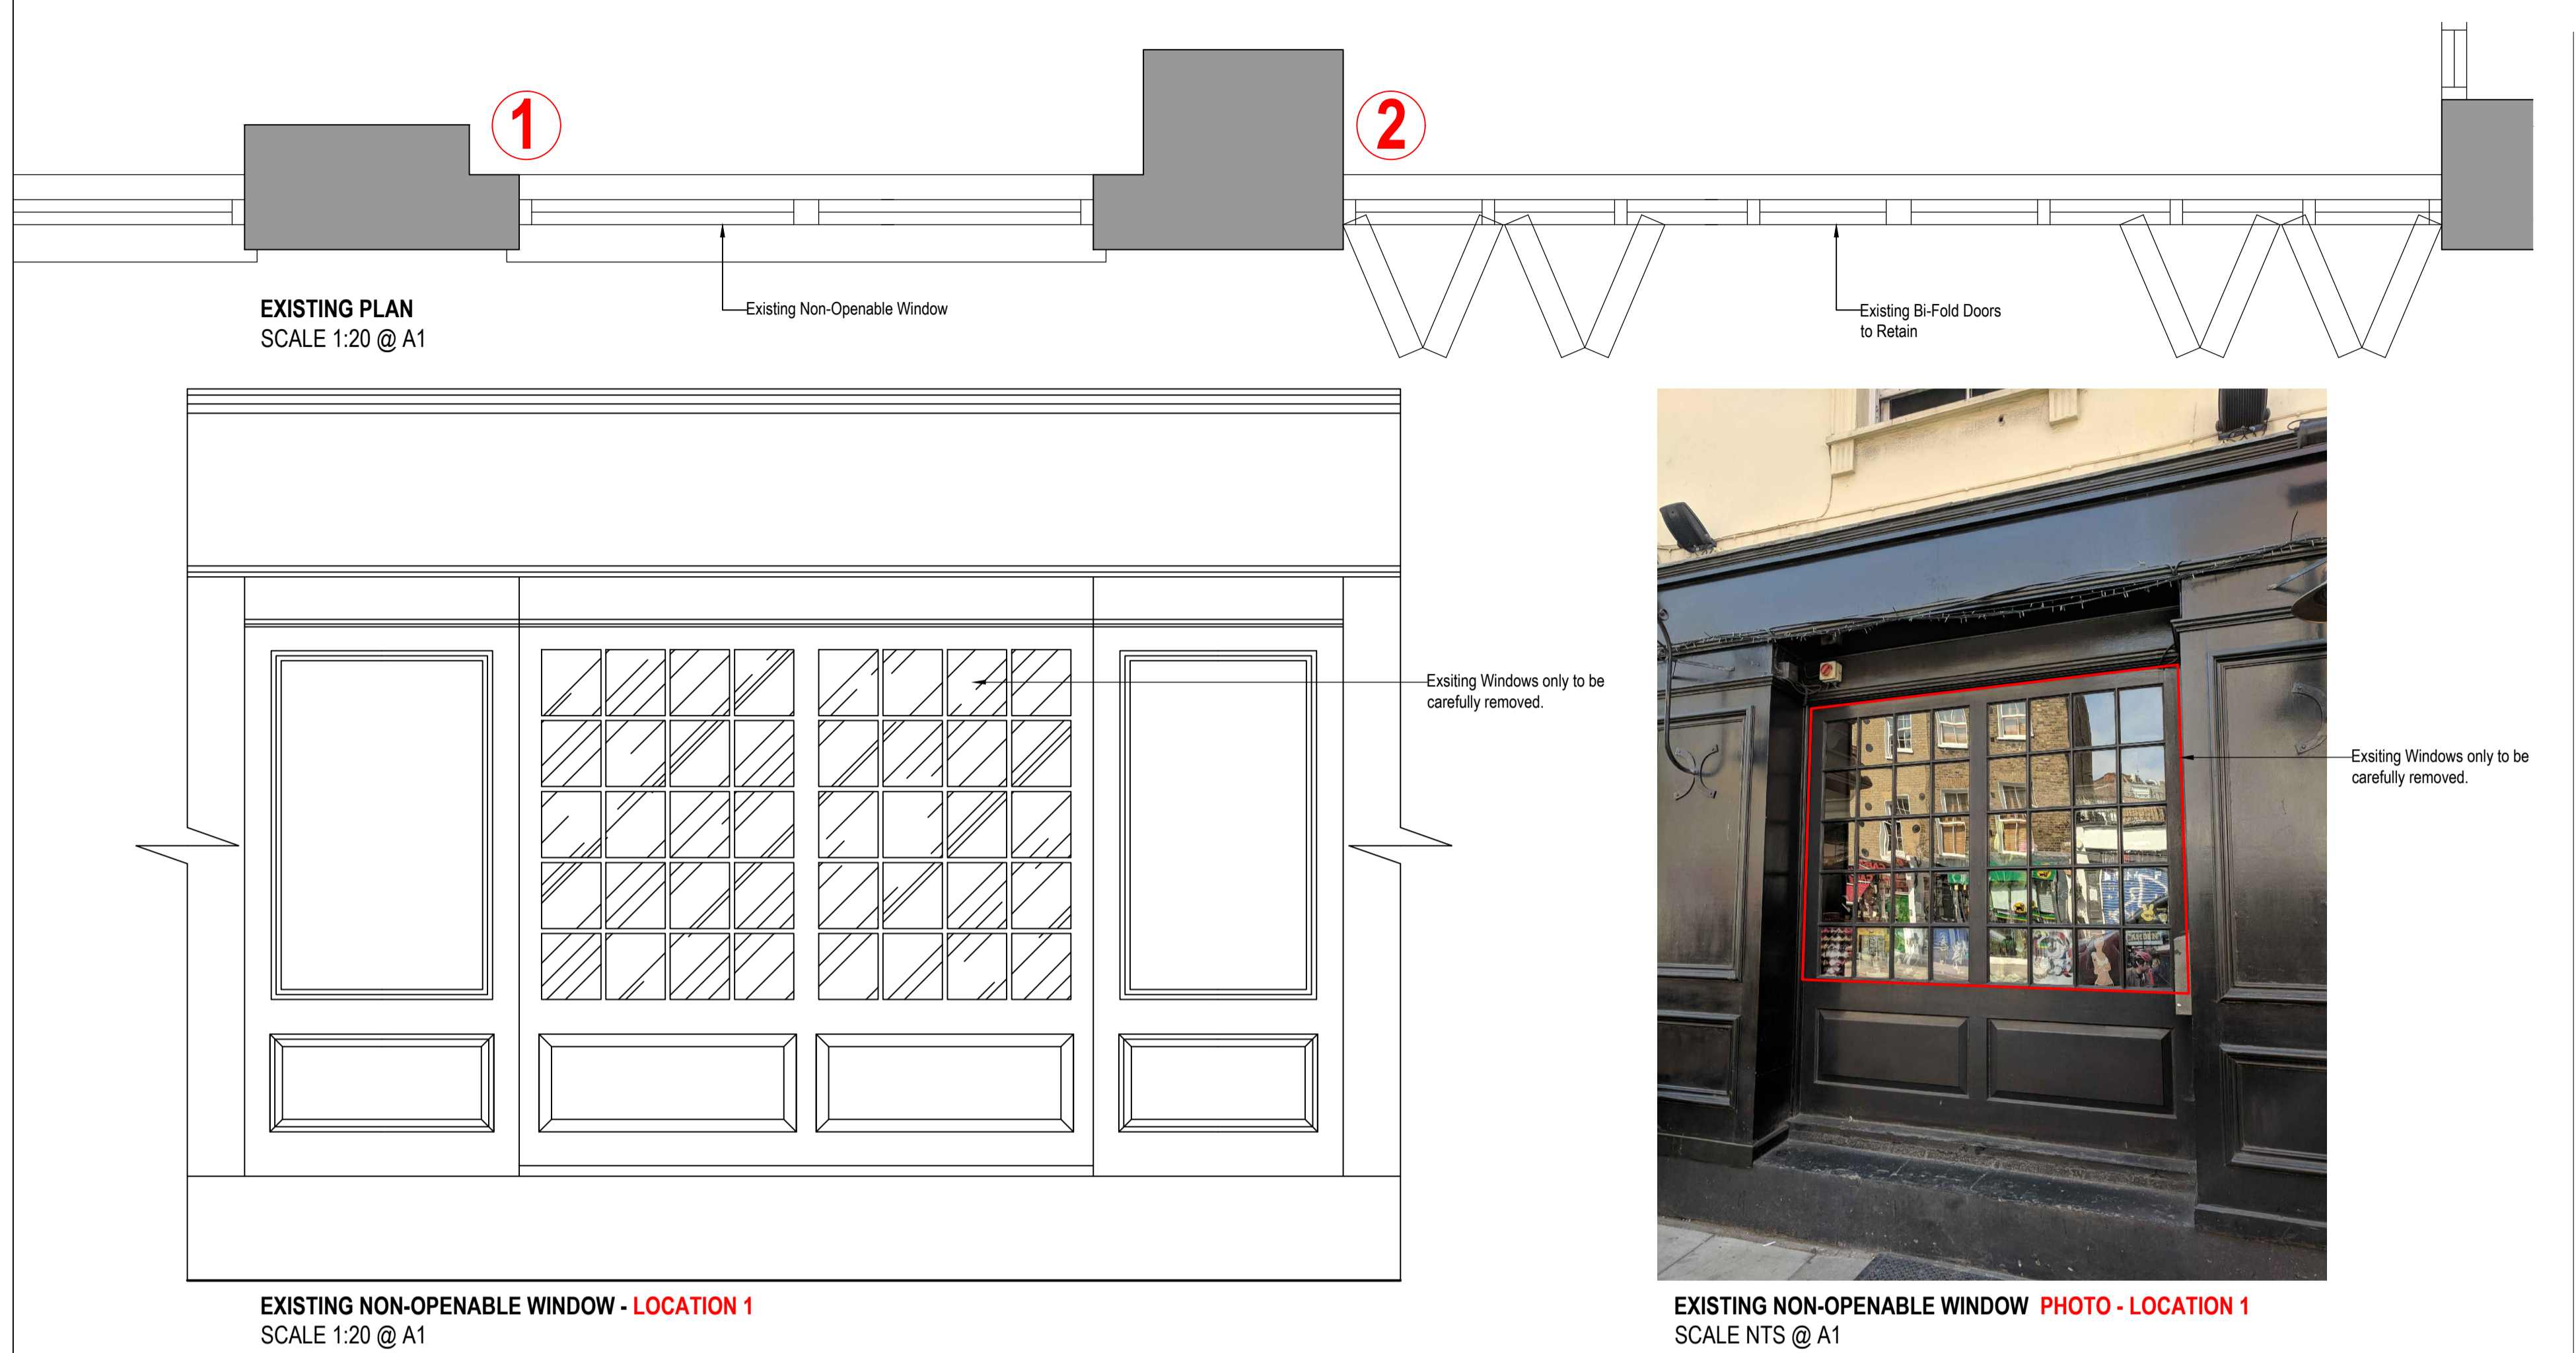 1
2
Existing Non-Openable Window
Existing Bi-Fold Doors
to Retain
EXISTING PLAN
SCALE 1:20 @ A1
Exsiting Windows only to be
carefully removed.
Exsiting Windows only to be
carefully removed.
EXISTING NON-OPENABLE WINDOW - LOCATION 1
SCALE 1:20 @ A1
EXISTING NON-OPENABLE WINDOW PHOTO - LOCATION 1
SCALE NTS @ A1